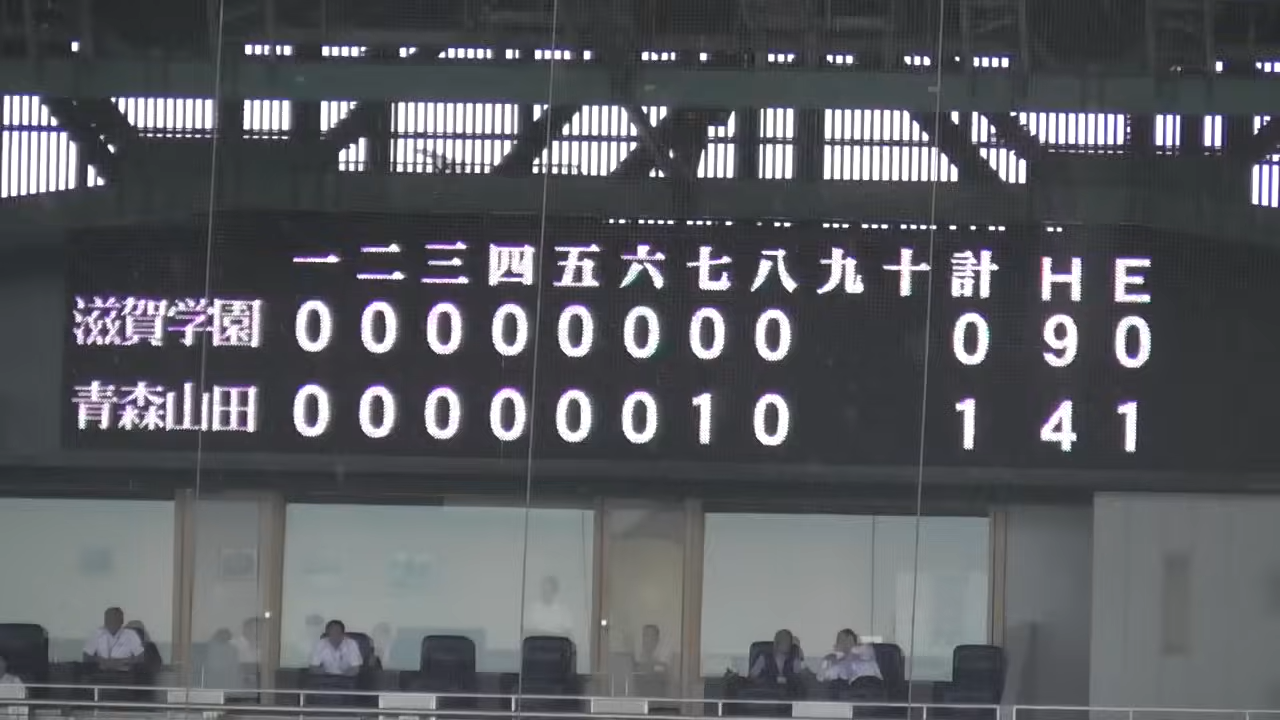 一 二 三 四 五 六 七 八 九 十 計 H E
滋賀学園 0 0 0 0 0 0 0 0 0 9 0
青森山田 0 0 0 0 0 0 1 0 1 4 1